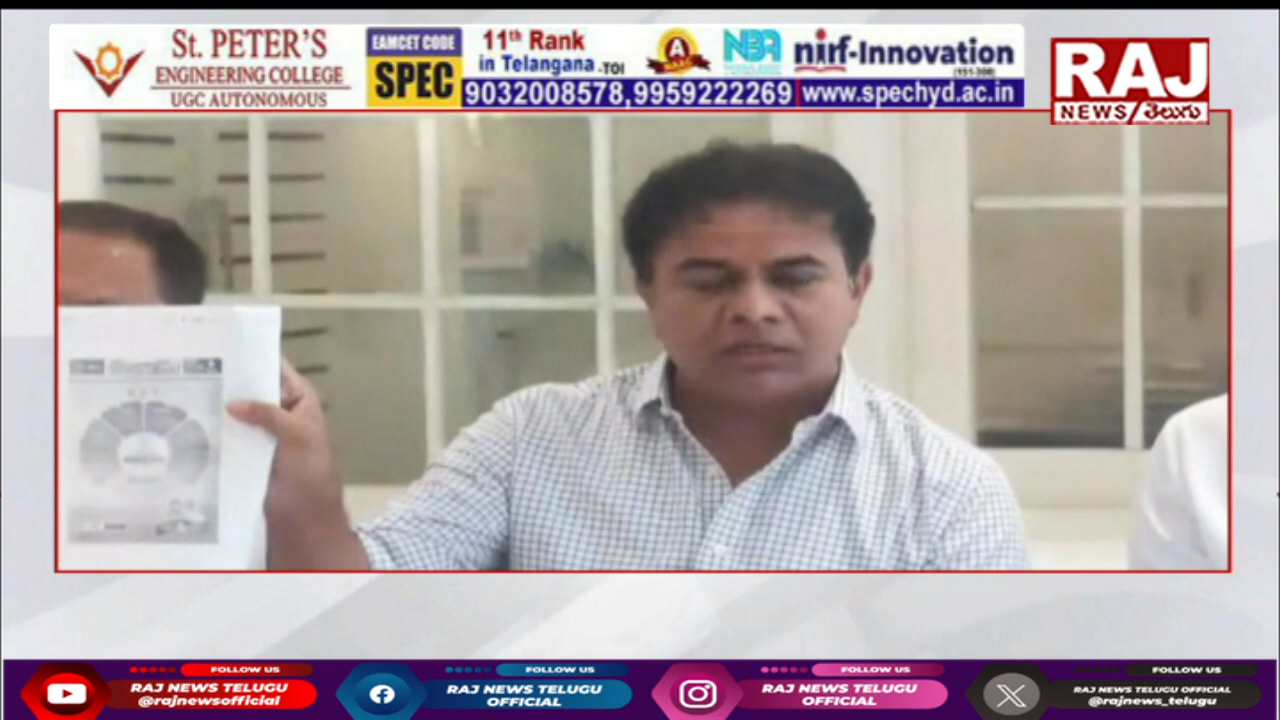 St. PETER'S
ENGINEERING COLLEGE
UGC AUTONOMOUS
EAMCET CODE
SPEC
11th Rank
in Telangana -TOI
A
NBA
nirf-Innovation
(151-300)
9032008578,9959222269
www.spechyd.ac.in
RAJ
NEWS తెలుగు
FOLLOW US
RAJ NEWS TELUGU
@rajnewsofficial
FOLLOW US
RAJ NEWS TELUGU
OFFICIAL
FOLLOW US
RAJ NEWS TELUGU
OFFICIAL
FOLLOW US
RAJ NEWS TELUGU OFFICIAL
@rajnews_telugu